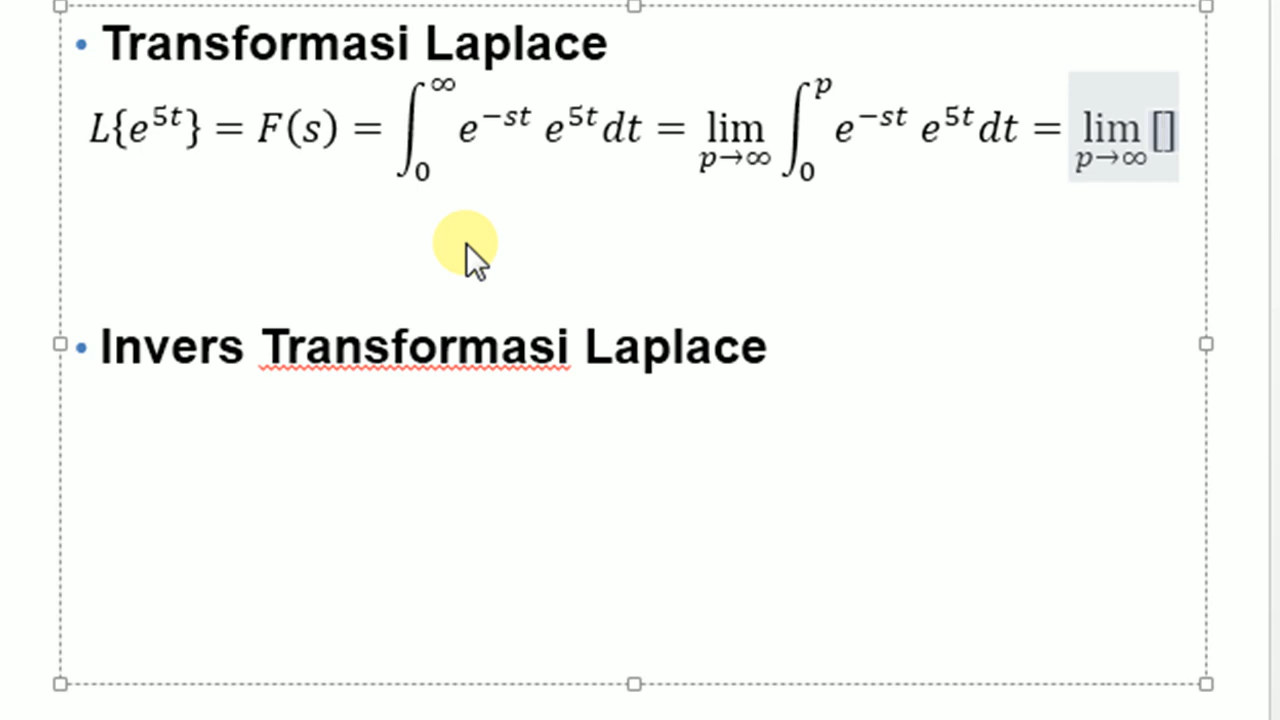 • Transformasi Laplace
L{e^{5t}} = F(s) = ∫_0^∞ e^{-st} e^{5t} dt = lim_{p→∞} ∫_0^p e^{-st} e^{5t} dt = lim_{p→∞} []
• Invers Transformasi Laplace